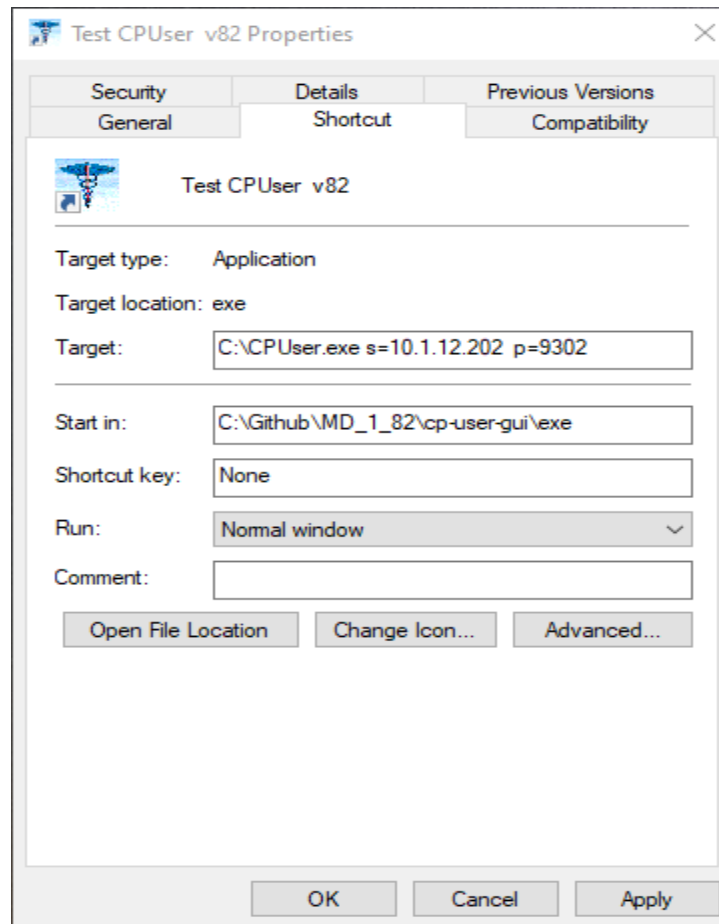 Test CPUser v82 Properties
Security Details Previous Versions
General Shortcut Compatibility
Test CPUser v82
Target type: Application
Target location: exe
Target: C:\CPUser.exe s=10.1.12.202 p=9302
Start in: C:\Github\MD_1_82\cp-user-gui\exe
Shortcut key: None
Run: Normal window
Comment:
Open File Location Change Icon... Advanced...
OK Cancel Apply